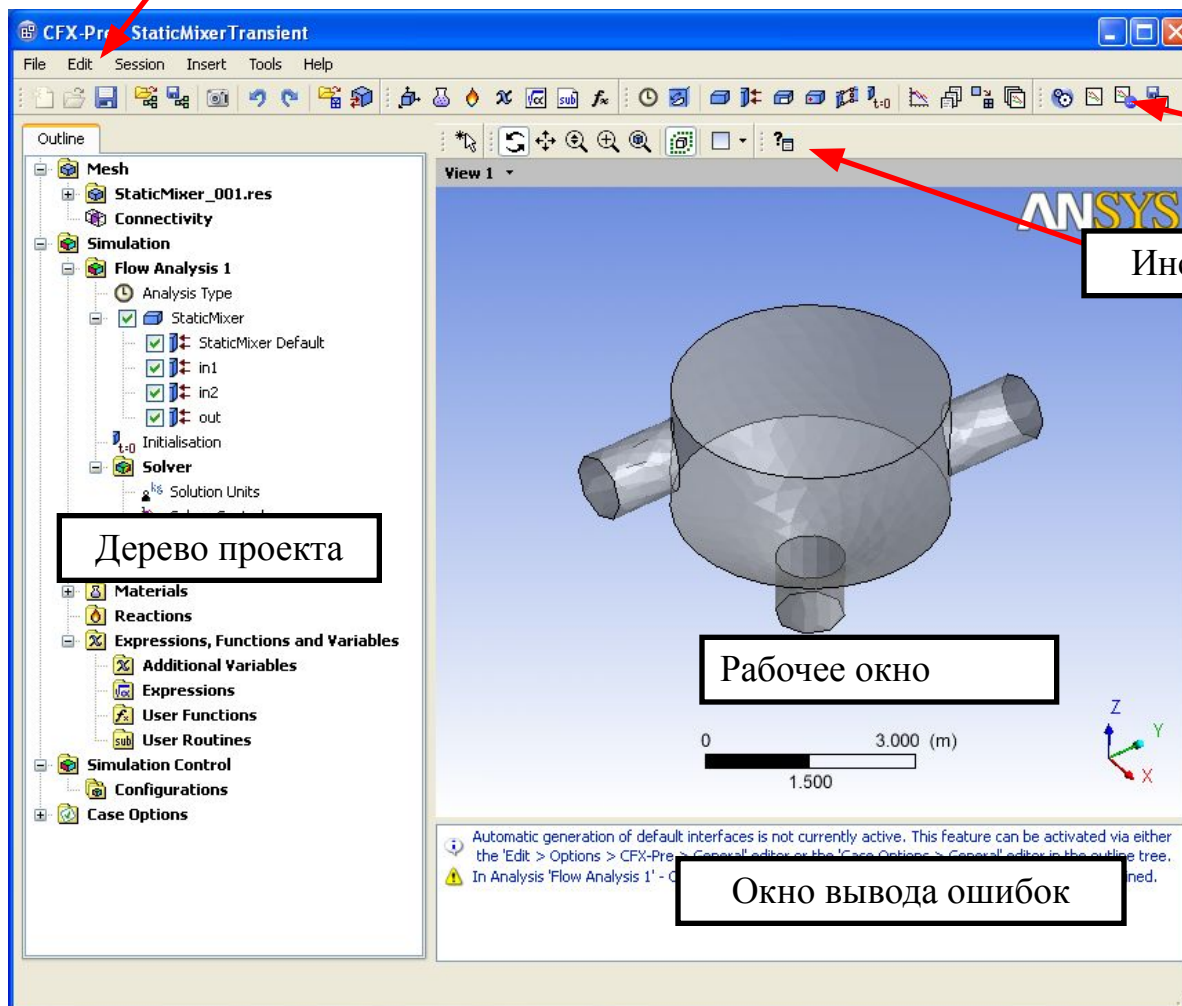 CFX-Pre StaticMixerTransient
File Edit Session Insert Tools Help
Outline
View 1
Mesh
StaticMixer_001.res
Connectivity
Simulation
Flow Analysis 1
Analysis Type
StaticMixer
StaticMixer Default
in1
in2
out
t=0 Initialisation
Solver
Solution Units
Дерево проекта
Materials
Reactions
Expressions, Functions and Variables
Additional Variables
Expressions
User Functions
sub User Routines
Simulation Control
Configurations
Case Options
ANSYS
Рабочее окно
0 3.000 (m)
1.500
Z
Y
X
Automatic generation of default interfaces is not currently active. This feature can be activated via either
the 'Edit > Options > CFX-Pre > General' editor or the 'Case Options > General' editor in the outline tree.
In Analysis 'Flow Analysis 1' -
Окно вывода ошибок